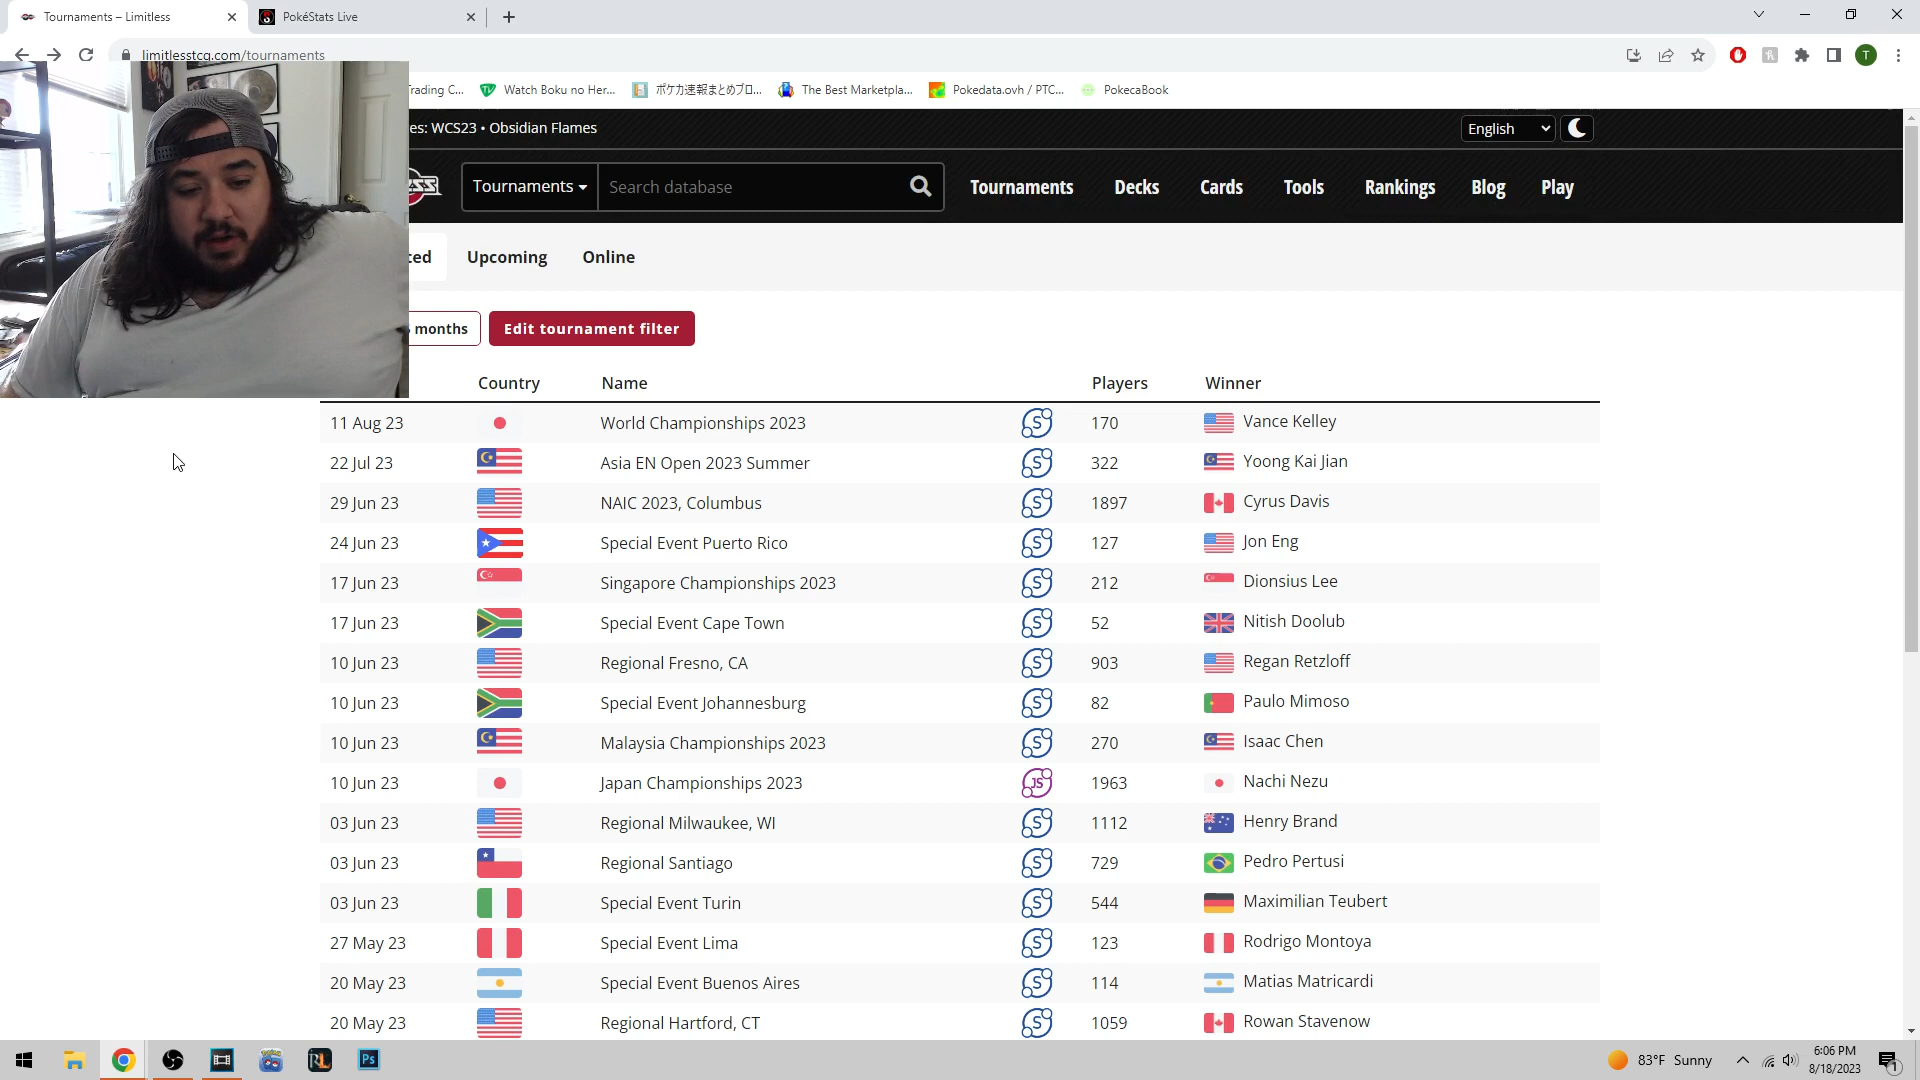 Tournaments – Limitless
PokéStats Live
limitlesstcg.com/tournaments
T
Trading C...
Watch Boku no Her...
ポケカ速報まとめブロ...
The Best Marketpla...
Pokedata.ovh / PTC...
PokecaBook
es: WCS23 • Obsidian Flames
English
Tournaments
Search database
Tournaments
Decks
Cards
Tools
Rankings
Blog
Play
ted
Upcoming
Online
months
Edit tournament filter
Country Name Players Winner
11 Aug 23 World Championships 2023 S 170 Vance Kelley
22 Jul 23 Asia EN Open 2023 Summer S 322 Yoong Kai Jian
29 Jun 23 NAIC 2023, Columbus S 1897 Cyrus Davis
24 Jun 23 Special Event Puerto Rico S 127 Jon Eng
17 Jun 23 Singapore Championships 2023 S 212 Dionsius Lee
17 Jun 23 Special Event Cape Town S 52 Nitish Doolub
10 Jun 23 Regional Fresno, CA S 903 Regan Retzloff
10 Jun 23 Special Event Johannesburg S 82 Paulo Mimoso
10 Jun 23 Malaysia Championships 2023 S 270 Isaac Chen
10 Jun 23 Japan Championships 2023 JS 1963 Nachi Nezu
03 Jun 23 Regional Milwaukee, WI S 1112 Henry Brand
03 Jun 23 Regional Santiago S 729 Pedro Pertusi
03 Jun 23 Special Event Turin S 544 Maximilian Teubert
27 May 23 Special Event Lima S 123 Rodrigo Montoya
20 May 23 Special Event Buenos Aires S 114 Matias Matricardi
20 May 23 Regional Hartford, CT S 1059 Rowan Stavenow
RL
Ps
83°F Sunny
6:06 PM
8/18/2023
1